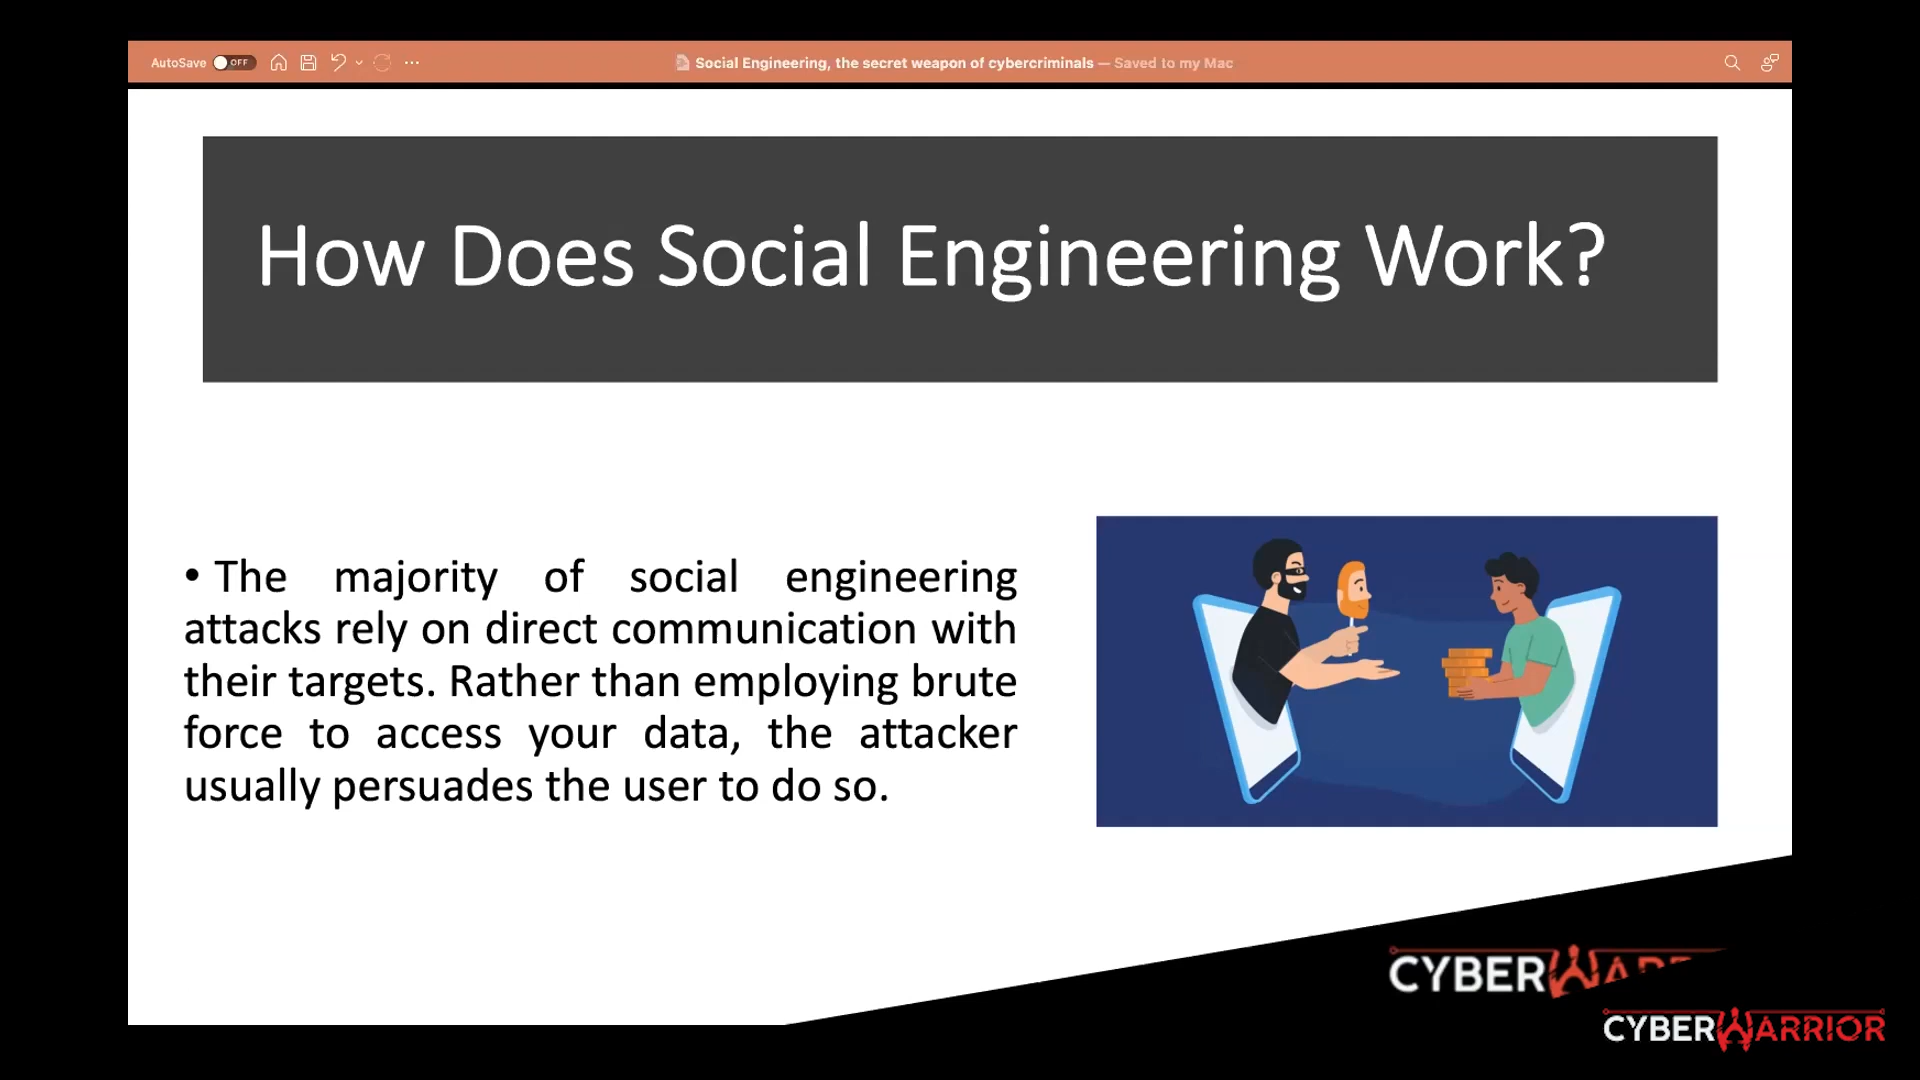 AutoSave OFF
Social Engineering, the secret weapon of cybercriminals — Saved to my Mac
How Does Social Engineering Work?
• The majority of social engineering
attacks rely on direct communication with
their targets. Rather than employing brute
force to access your data, the attacker
usually persuades the user to do so.
CYBERWAR
CYBERWARRIOR